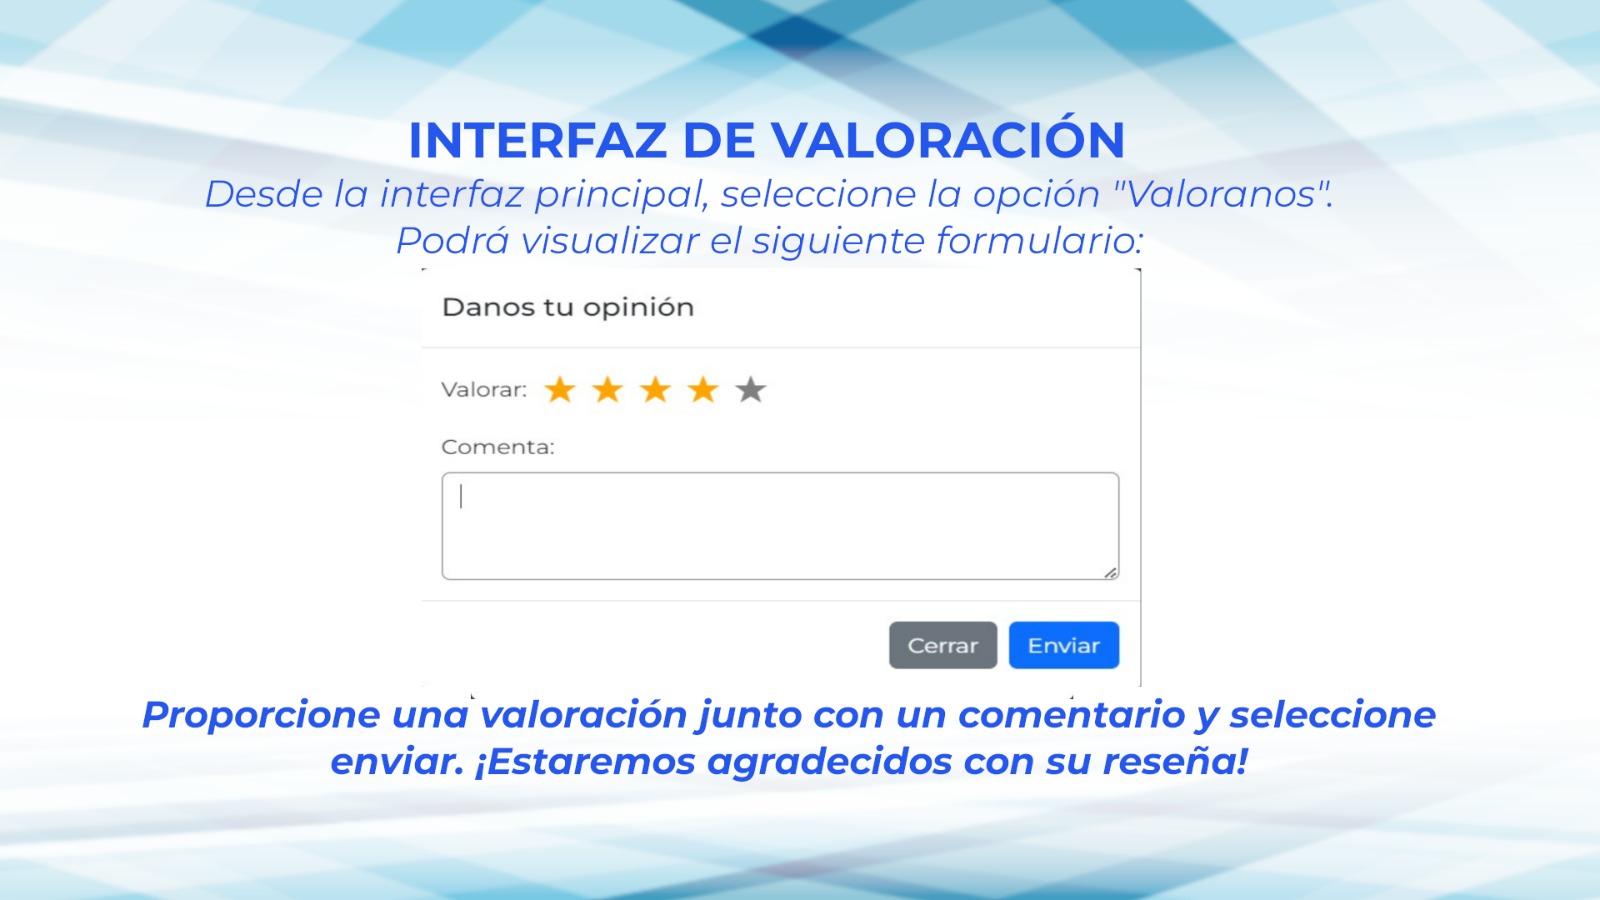 INTERFAZ DE VALORACIÓN
Desde la interfaz principal, seleccione la opción "Valoranos".
Podrá visualizar el siguiente formulario:
Danos tu opinión
Valorar:
Comenta:
Cerrar Enviar
Proporcione una valoración junto con un comentario y seleccione
enviar. ¡Estaremos agradecidos con su reseña!